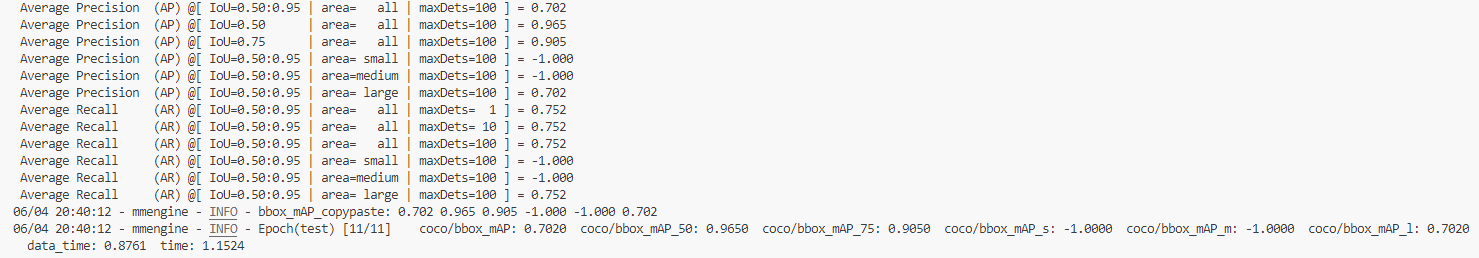 Average Precision  (AP) @[ IoU=0.50:0.95 | area=   all | maxDets=100 ] = 0.702
Average Precision  (AP) @[ IoU=0.50      | area=   all | maxDets=100 ] = 0.965
Average Precision  (AP) @[ IoU=0.75      | area=   all | maxDets=100 ] = 0.905
Average Precision  (AP) @[ IoU=0.50:0.95 | area= small | maxDets=100 ] = -1.000
Average Precision  (AP) @[ IoU=0.50:0.95 | area=medium | maxDets=100 ] = -1.000
Average Precision  (AP) @[ IoU=0.50:0.95 | area= large | maxDets=100 ] = 0.702
Average Recall     (AR) @[ IoU=0.50:0.95 | area=   all | maxDets=  1 ] = 0.752
Average Recall     (AR) @[ IoU=0.50:0.95 | area=   all | maxDets= 10 ] = 0.752
Average Recall     (AR) @[ IoU=0.50:0.95 | area=   all | maxDets=100 ] = 0.752
Average Recall     (AR) @[ IoU=0.50:0.95 | area= small | maxDets=100 ] = -1.000
Average Recall     (AR) @[ IoU=0.50:0.95 | area=medium | maxDets=100 ] = -1.000
Average Recall     (AR) @[ IoU=0.50:0.95 | area= large | maxDets=100 ] = 0.752
06/04 20:40:12 - mmengine - INFO - bbox_mAP_copypaste: 0.702 0.965 0.905 -1.000 -1.000 0.702
06/04 20:40:12 - mmengine - INFO - Epoch(test) [11/11]    coco/bbox_mAP: 0.7020  coco/bbox_mAP_50: 0.9650  coco/bbox_mAP_75: 0.9050  coco/bbox_mAP_s: -1.0000  coco/bbox_mAP_m: -1.0000  coco/bbox_mAP_l: 0.7020
data_time: 0.8761  time: 1.1524